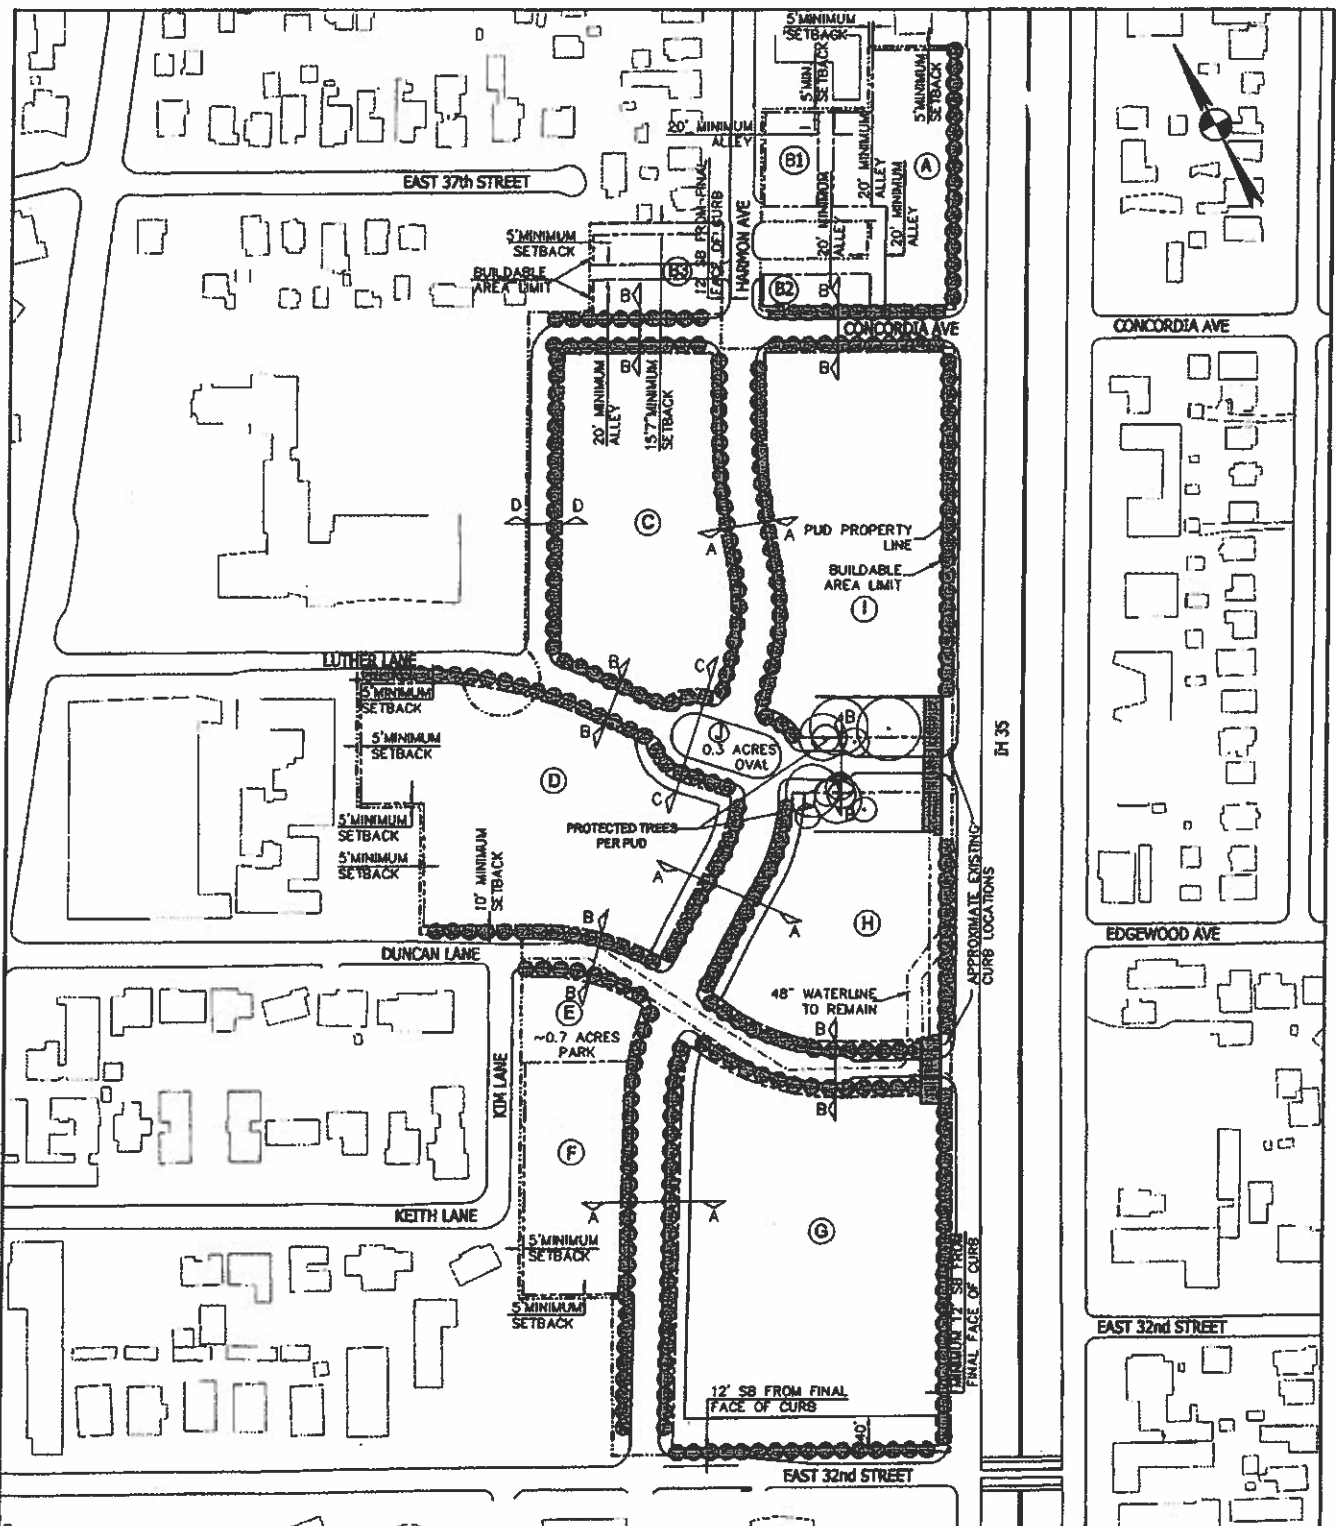 5'MINIMUM
SETBACK
5'MIN.
SETBACK
5'MINIMUM
SETBACK
20' MINIMUM
ALLEY
B1
A
20' MINIMUM
ALLEY
20' MINIMUM
ALLEY
20' MINIMUM
ALLEY
EAST 37th STREET
12' SB FROM FINAL
FACE OF CURB
HARMON AVE
5'MINIMUM
SETBACK
BUILDABLE
AREA LIMIT
B3
B2
B
B
CONCORDIA AVE
CONCORDIA AVE
B
B
20' MINIMUM
ALLEY
15'7"MINIMUM
SETBACK
D
D
C
A
A
PUD PROPERTY
LINE
BUILDABLE
AREA LIMIT
I
LUTHER LANE
B
C
5'MINIMUM
SETBACK
5'MINIMUM
SETBACK
B
J
0.3 ACRES
OVAL
B
IH 35
D
C
B
5'MINIMUM
SETBACK
PROTECTED TREES
PER PUD
5'MINIMUM
SETBACK
10' MINIMUM
SETBACK
A
A
H
APPROXIMATE EXISTING
CURB LOCATIONS
B
EDGEWOOD AVE
DUNCAN LANE
B
48" WATERLINE
TO REMAIN
E
~0.7 ACRES
PARK
B
KIM LANE
B
F
KEITH LANE
A
A
G
5'MINIMUM
SETBACK
5'MINIMUM
SETBACK
MINIMUM 12' SB FROM
FINAL FACE OF CURB
EAST 32nd STREET
12' SB FROM FINAL
FACE OF CURB
40'
EAST 32nd STREET